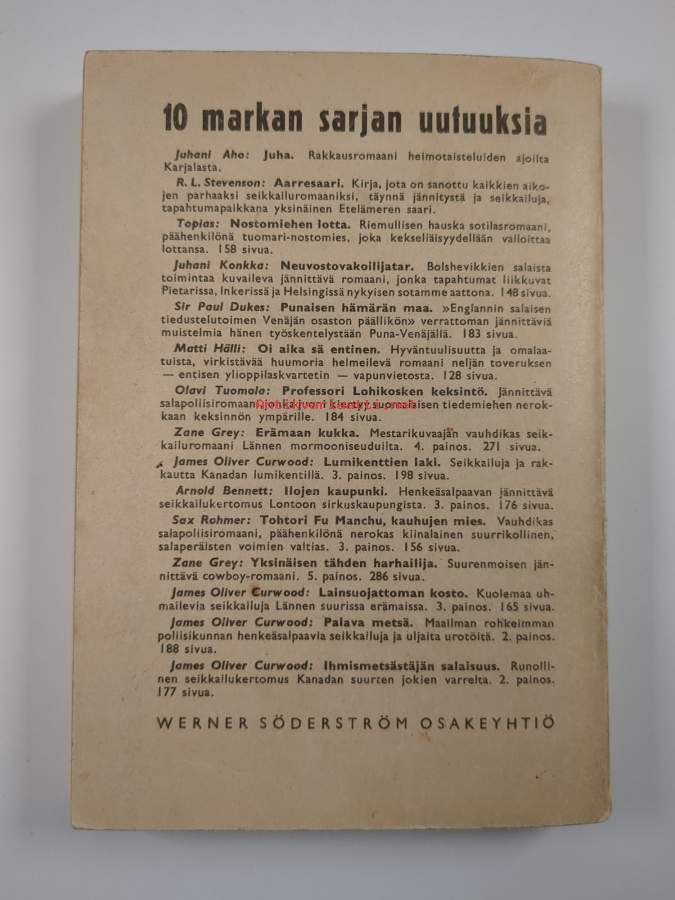 10 markan sarjan uutuuksia
Juhani Aho: Juha. Rakkausromaani heimotaisteluiden ajoilta
Karjalasta.
R. L. Stevenson: Aarresaari. Kirja, jota on sanottu kaikkien aiko-
jen parhaaksi seikkailuromaaniksi, täynnä jännitystä ja seikkailuja,
tapahtumapaikkana yksinäinen Etelämeren saari.
Topias: Nostomiehen lotta. Riemullisen hauska sotilasromaani,
päähenkilönä tuomari-nostomies, joka kekseliäisyydellään valloittaa
lottansa. 158 sivua.
Juhani Konkka: Neuvostovakoilijatar. Bolshevikkien salaista
toimintaa kuvaileva jännittävä romaani, jonka tapahtumat liikkuvat
Pietarissa, Inkerissä ja Helsingissä nykyisen sotamme aattona. 148 sivua.
Sir Paul Dukes: Punaisen hämärän maa. »Englannin salaisen
tiedustelutoimen Venäjän osaston päällikön» verrattoman jännittäviä
muistelmia hänen työskentelystään Puna-Venäjällä. 183 sivua.
Matti Hälli: Oi aika sä entinen. Hyväntuulisuutta ja omalaa-
tuista, virkistävää huumoria helmeilevä romaani neljän toveruksen
— entisen ylioppilaskvartetin — vapunvietosta. 128 sivua.
Olavi Tuomola: Professori Lohikosken keksintö. Jännittävä
salapoliisiromaani, jonka juoni kiertyy suomalaisen tiedemiehen nerok-
kaan keksinnön ympärille. 184 sivua.
Zane Grey: Erämaan kukka. Mestarikuvaajan vauhdikas seik-
kailuromaani Lännen mormooniseuduilta. 4. painos. 271 sivua.
James Oliver Curwood: Lumikenttien laki. Seikkailuja ja rak-
kautta Kanadan lumikentillä. 3. painos. 198 sivua.
Arnold Bennett: Ilojen kaupunki. Henkeäsalpaavan jännittävä
seikkailukertomus Lontoon sirkuskaupungista. 3. painos. 176 sivua.
Sax Rohmer: Tohtori Fu Manchu, kauhujen mies. Vauhdikas
salapoliisiromaani, päähenkilönä nerokas kiinalainen suurrikollinen,
salaperäisten voimien valtias. 3. painos. 156 sivua.
Zane Grey: Yksinäisen tähden harhailija. Suurenmoisen jän-
nittävä cowboy-romaani. 5. painos. 286 sivua.
James Oliver Curwood: Lainsuojattoman kosto. Kuolemaa uh-
mailevia seikkailuja Lännen suurissa erämaissa. 3. painos. 165 sivua.
James Oliver Curwood: Palava metsä. Maailman rohkeimman
poliisikunnan henkeäsalpaavia seikkailuja ja uljaita urotöitä. 2. painos.
188 sivua.
James Oliver Curwood: Ihmismetsästäjän salaisuus. Runolli-
nen seikkailukertomus Kanadan suurten jokien varrelta. 2. painos.
177 sivua.
WERNER SÖDERSTRÖM OSAKEYHTIÖ